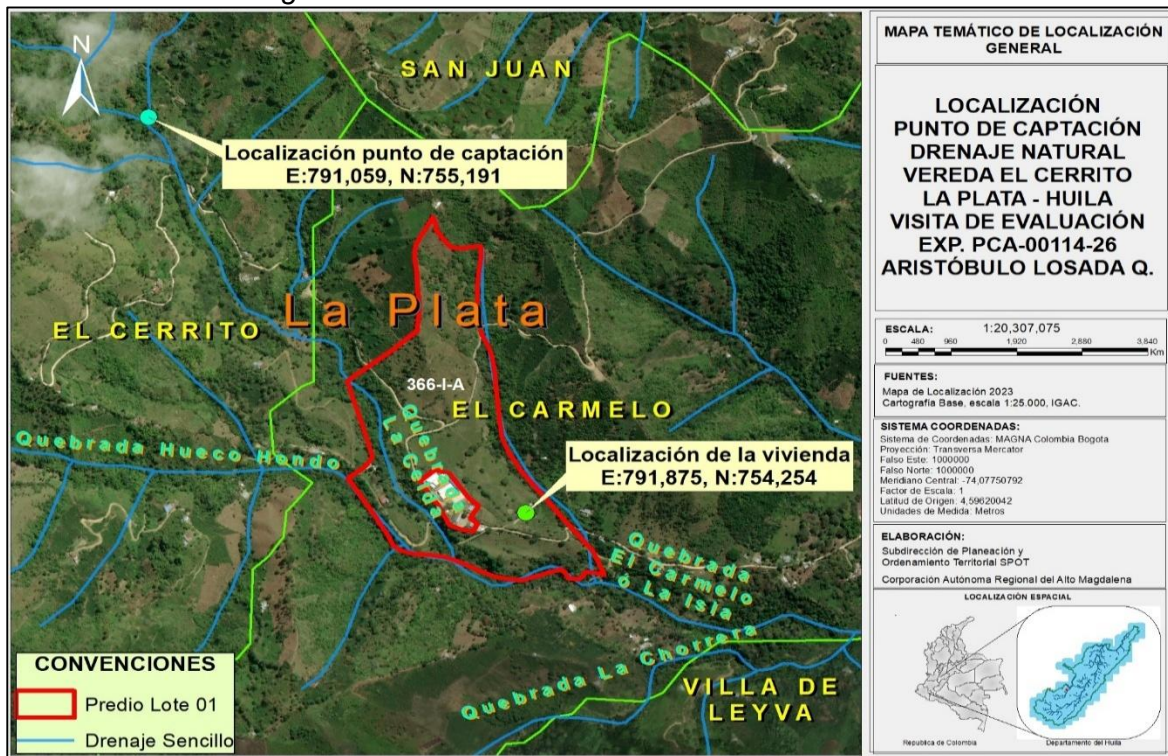 N
SAN JUAN
Localización punto de captación
E:791,059, N:755,191
La Plata
EL CERRITO
366-I-A
EL CARMELO
Quebrada Hueco Hondo
Quebrada
La Cerda
Localización de la vivienda
E:791,875, N:754,254
Quebrada
El Carmelo
ò La Isla
Quebrada La Chorrera
VILLA DE
LEYVA
CONVENCIONES
Predio Lote 01
Drenaje Sencillo
MAPA TEMÁTICO DE LOCALIZACIÓN
GENERAL
LOCALIZACIÓN
PUNTO DE CAPTACIÓN
DRENAJE NATURAL
VEREDA EL CERRITO
LA PLATA - HUILA
VISITA DE EVALUACIÓN
EXP. PCA-00114-26
ARISTÓBULO LOSADA Q.
ESCALA: 1:20,307,075
0 480 960 1,920 2,880 3,840
Km
FUENTES:
Mapa de Localización 2023
Cartografía Base, escala 1:25.000, IGAC.
SISTEMA COORDENADAS:
Sistema de Coordenadas: MAGNA Colombia Bogota
Proyección: Transversa Mercator
Falso Este: 1000000
Falso Norte: 1000000
Meridiano Central: -74,07750792
Factor de Escala: 1
Latitud de Origen: 4,59620042
Unidades de Medida: Metros
ELABORACIÓN:
Subdirección de Planeación y
Ordenamiento Territorial SPOT
Corporación Autónoma Regional del Alto Magdalena
LOCALIZACIÓN ESPACIAL
Republica de Colombia
Departamento del Huila